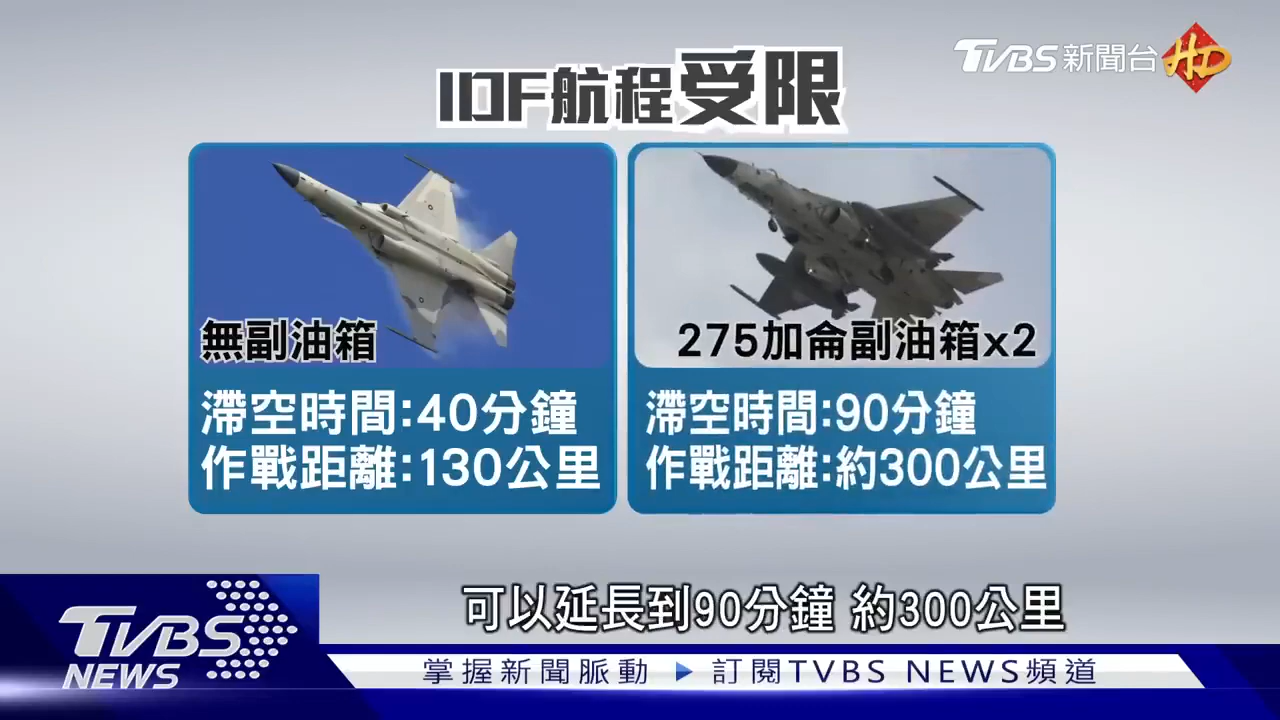 TVBS新聞台HD
IDF航程受限
無副油箱
滯空時間:40分鐘
作戰距離:130公里
275加侖副油箱x2
滯空時間:90分鐘
作戰距離:約300公里
可以延長到90分鐘 約300公里
TVBS
NEWS
掌握新聞脈動 ▶ 訂閱TVBS NEWS頻道